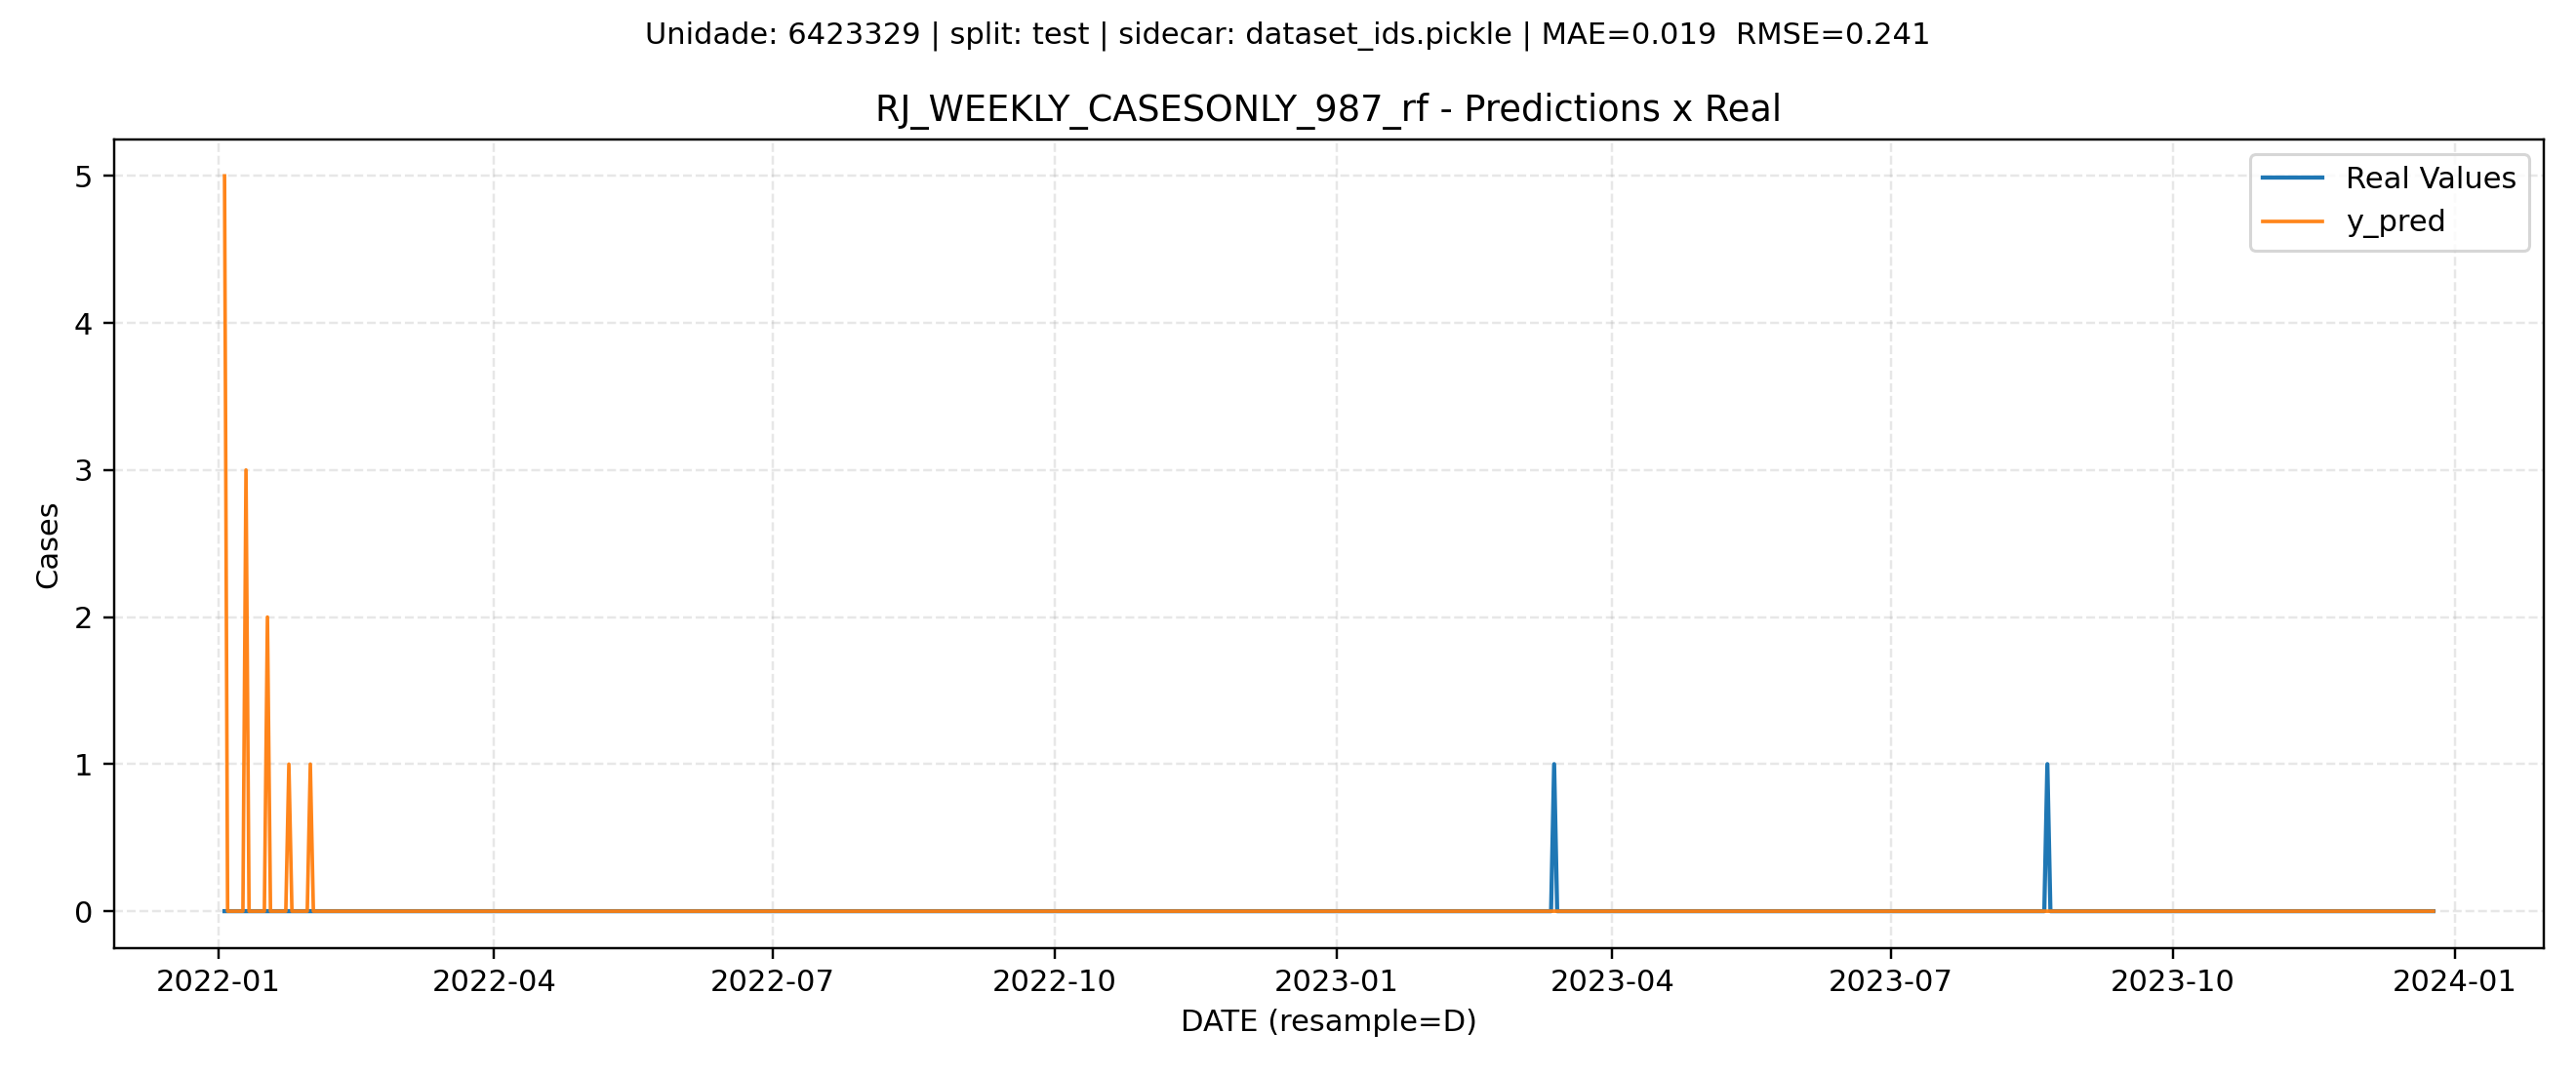 Unidade: 6423329 | split: test | sidecar: dataset_ids.pickle | MAE=0.019  RMSE=0.241
RJ_WEEKLY_CASESONLY_987_rf - Predictions x Real
Real Values
y_pred
Cases
5
4
3
2
1
0
2022-01
2022-04
2022-07
2022-10
2023-01
2023-04
2023-07
2023-10
2024-01
DATE (resample=D)